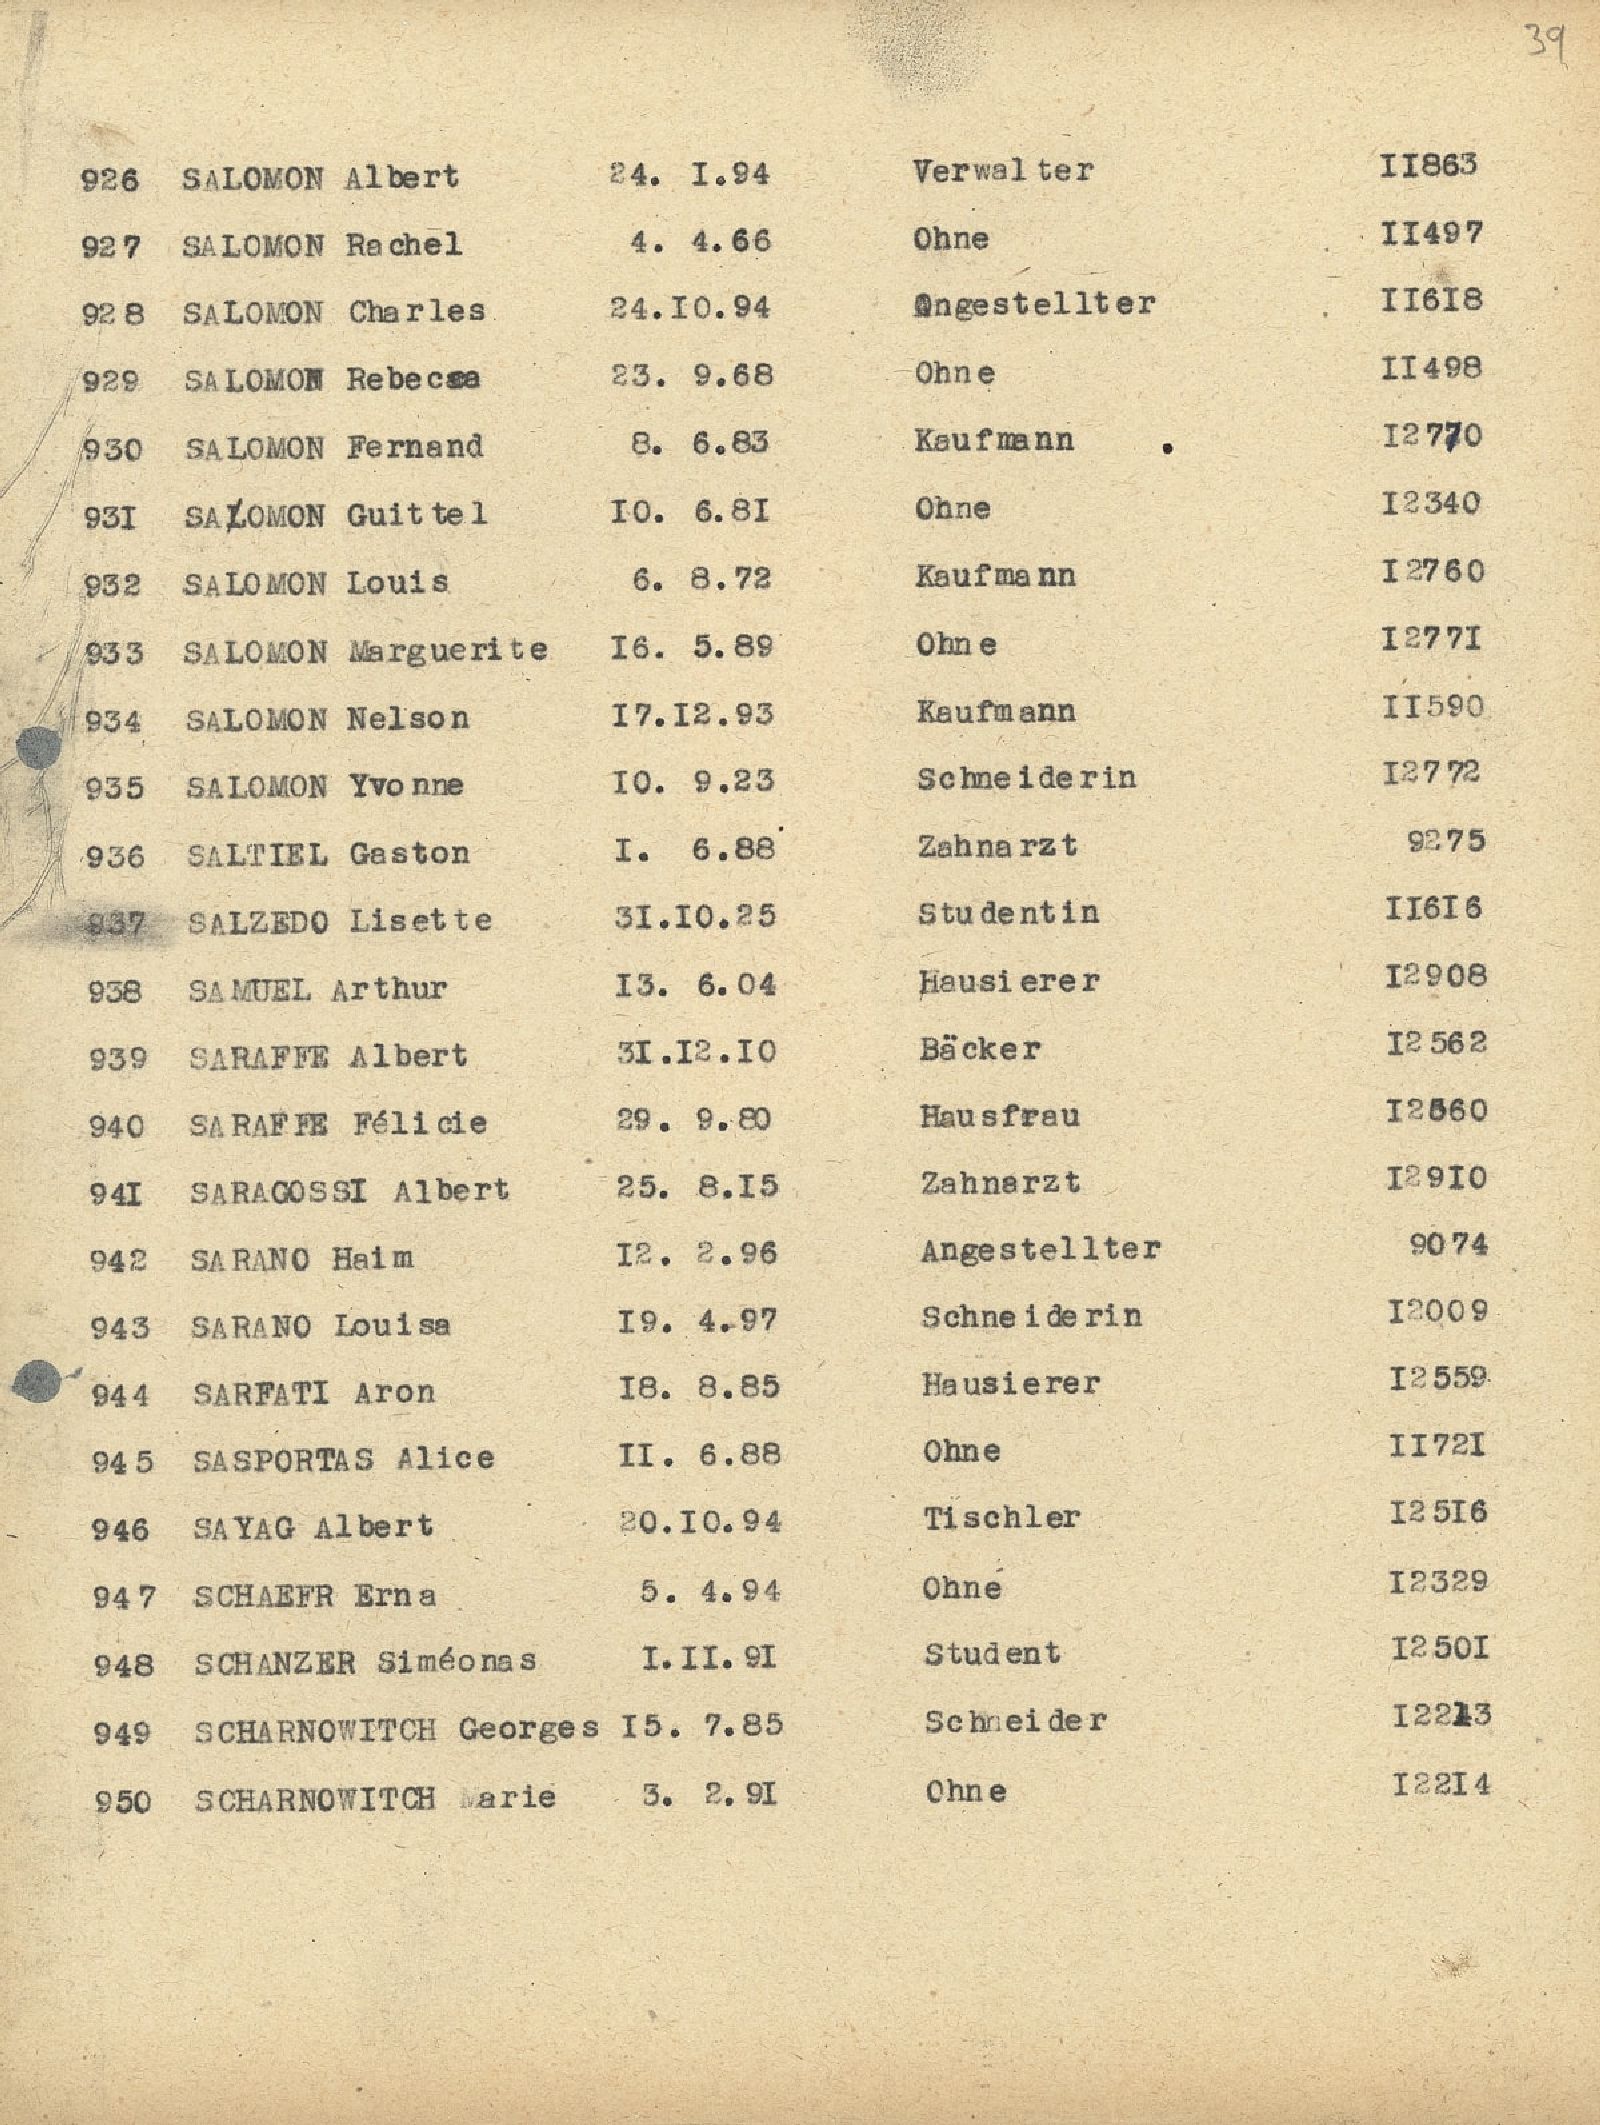 39
926 SALOMON Albert 24. I.94 Verwalter II863
927 SALOMON Rachel 4. 4.66 Ohne II497
928 SALOMON Charles 24.I0.94 Angestellter II6I8
929 SALOMON Rebecca 23. 9.68 Ohne II498
930 SALOMON Fernand 8. 6.83 Kaufmann I2770
93I SALOMON Guittel I0. 6.8I Ohne I2340
932 SALOMON Louis 6. 8.72 Kaufmann I2760
933 SALOMON Marguerite I6. 5.89 Ohne I277I
934 SALOMON Nelson I7.I2.93 Kaufmann II590
935 SALOMON Yvonne I0. 9.23 Schneiderin I2772
936 SALTIEL Gaston I. 6.88 Zahnarzt 9275
937 SALZEDO Lisette 3I.I0.25 Studentin II6I6
938 SAMUEL Arthur I3. 6.04 Hausierer I2908
939 SARAFFE Albert 3I.I2.I0 Bäcker I2562
940 SARAFFE Félicie 29. 9.80 Hausfrau I2560
94I SARAGOSSI Albert 25. 8.I5 Zahnarzt I29I0
942 SARANO Haim I2. 2.96 Angestellter 9074
943 SARANO Louisa I9. 4.97 Schneiderin I2009
944 SARFATI Aron I8. 8.85 Hausierer I2559
945 SASPORTAS Alice II. 6.88 Ohne II72I
946 SAYAG Albert 20.I0.94 Tischler I25I6
947 SCHAEFR Erna 5. 4.94 Ohne I2329
948 SCHANZER Siméonas I.II.9I Student I250I
949 SCHARNOWITCH Georges I5. 7.85 Schneider I2213
950 SCHARNOWITCH Marie 3. 2.9I Ohne I22I4